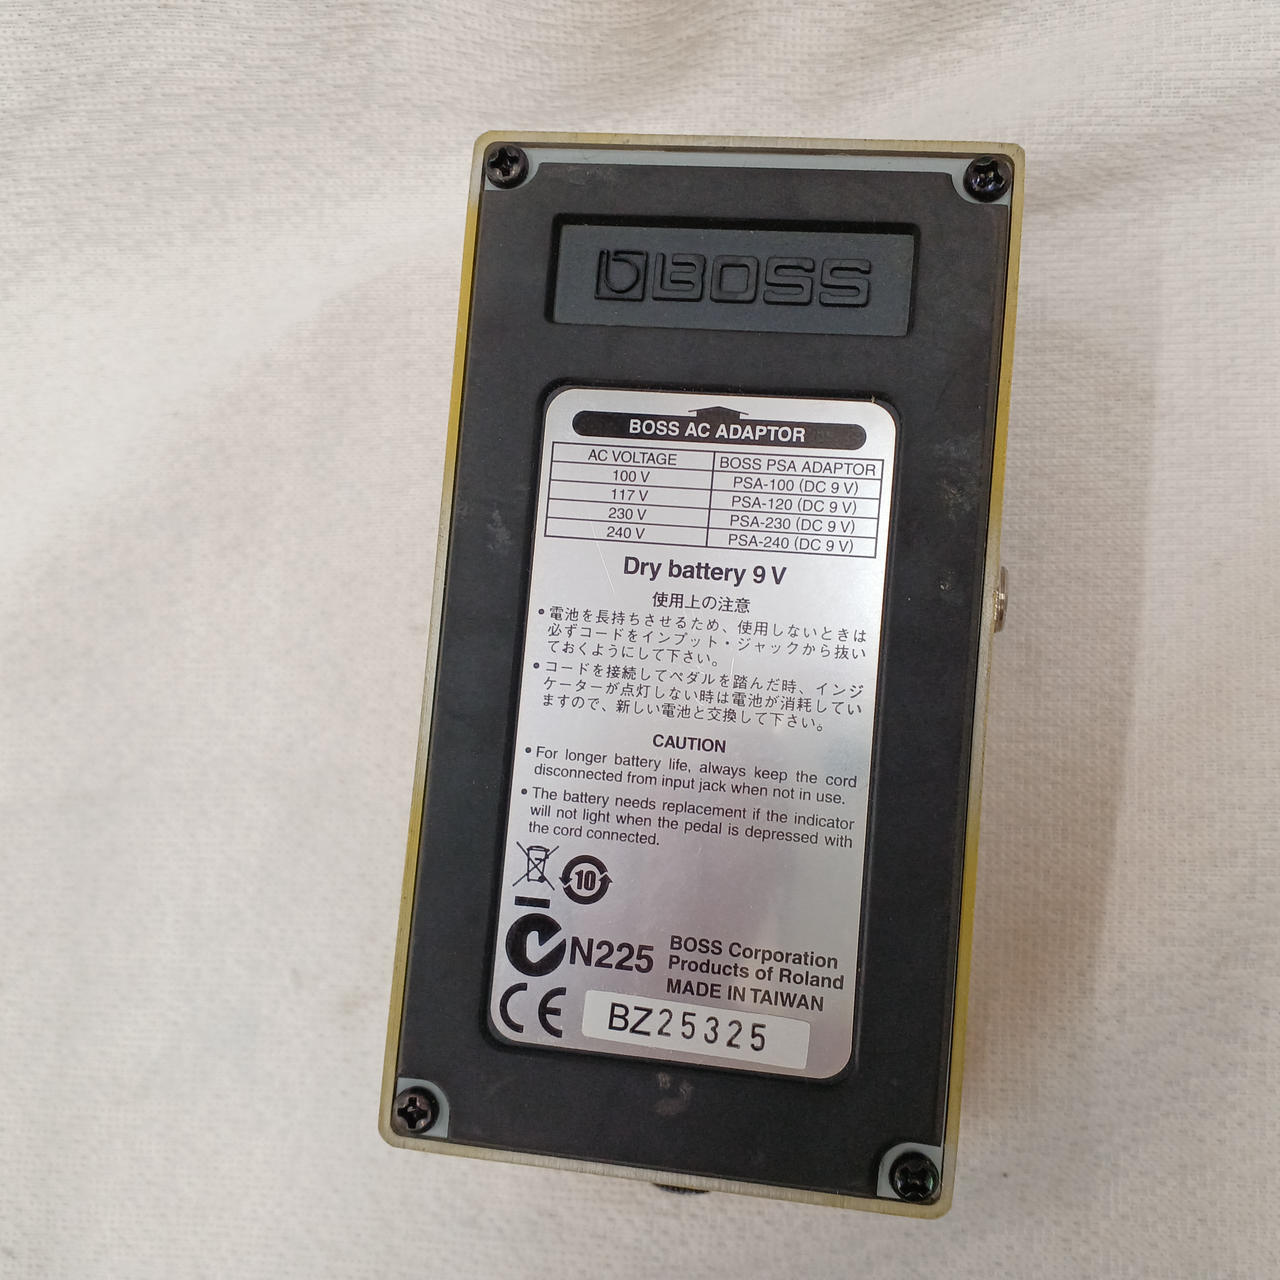 BOSS
BOSS AC ADAPTOR
AC VOLTAGE BOSS PSA ADAPTOR
100 V PSA-100 (DC 9 V)
117 V PSA-120 (DC 9 V)
230 V PSA-230 (DC 9 V)
240 V PSA-240 (DC 9 V)
Dry battery 9 V
使用上の注意
• 電池を長持ちさせるため、使用しないときは
必ずコードをインプット・ジャックから抜い
ておくようにして下さい。
• コードを接続してペダルを踏んだ時、インジ
ケーターが点灯しない時は電池が消耗してい
ますので、新しい電池と交換して下さい。
CAUTION
• For longer battery life, always keep the cord
disconnected from input jack when not in use.
• The battery needs replacement if the indicator
will not light when the pedal is depressed with
the cord connected.
10
N225
BOSS Corporation
Products of Roland
MADE IN TAIWAN
CE
BZ25325